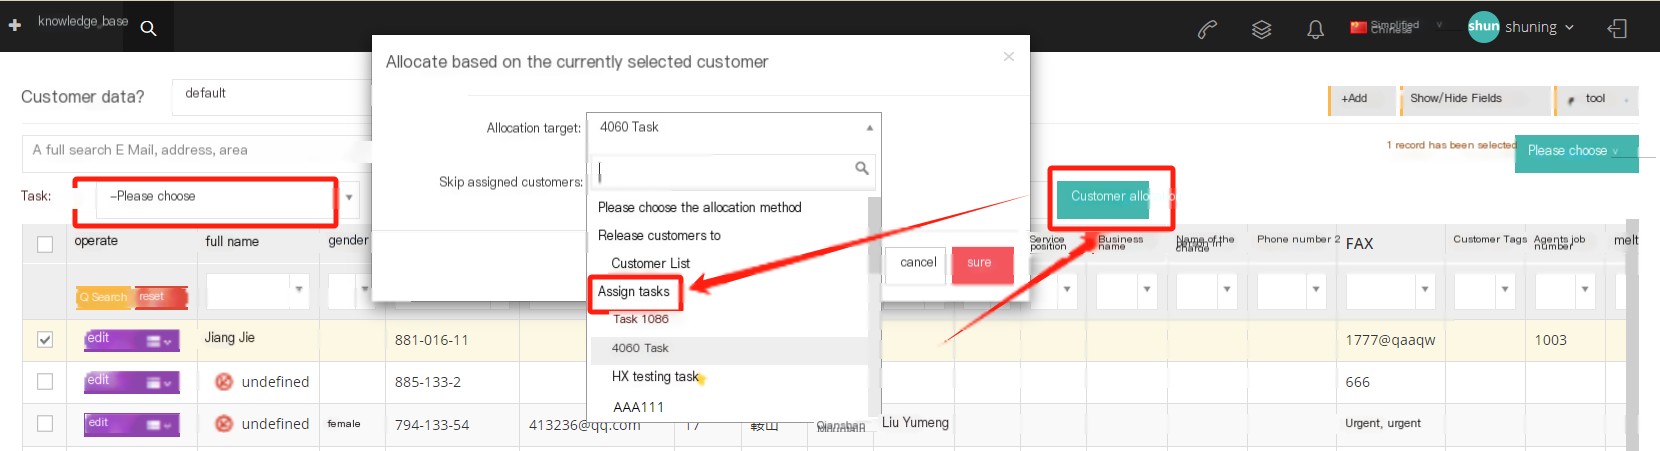 knowledge_base
Simplified
Chinese
shun shuning
Allocate based on the currently selected customer
Customer data? default
+Add Show/Hide Fields tool
Allocation target: 4060 Task
A full search E Mail, address, area
1 record has been selected Please choose
Skip assigned customers:
Task: -Please choose
Customer allo
Please choose the allocation method
Release customers to
Customer List
Assign tasks
Task 1086
4060 Task
HX testing task
AAA111
cancel sure
operate full name gender
Service position
Business name
Name of the
charge
Phone number 2 FAX Customer Tags Agents job number melt
Search reset
edit Jiang Jie 881-016-11 1777@qaaqw 1003
edit undefined 885-133-2 666
edit undefined female 794-133-54 413236@qq.com 17 鞍山 Liu Yumeng Urgent, urgent